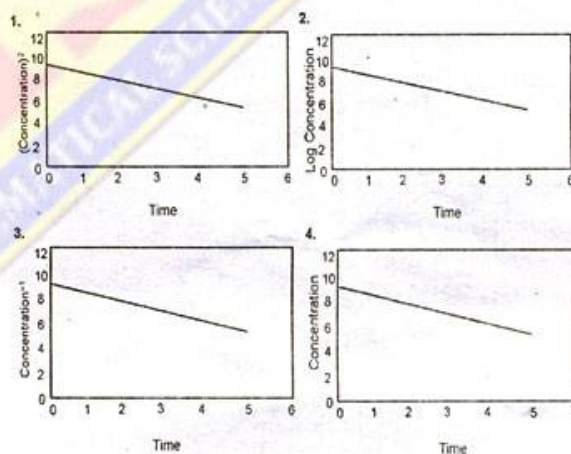 1.
12
10
8
6
4
2
0
(Concentration)²
0 1 2 3 4 5 6
Time
2.
12
10
8
6
4
2
0
Log Concentration
0 1 2 3 4 5 6
Time
3.
12
10
8
6
4
2
0
Concentration⁻¹
0 1 2 3 4 5 6
Time
4.
12
10
8
6
4
2
0
Concentration
0 1 2 3 4 5 6
Time
MATICAL SCIEN